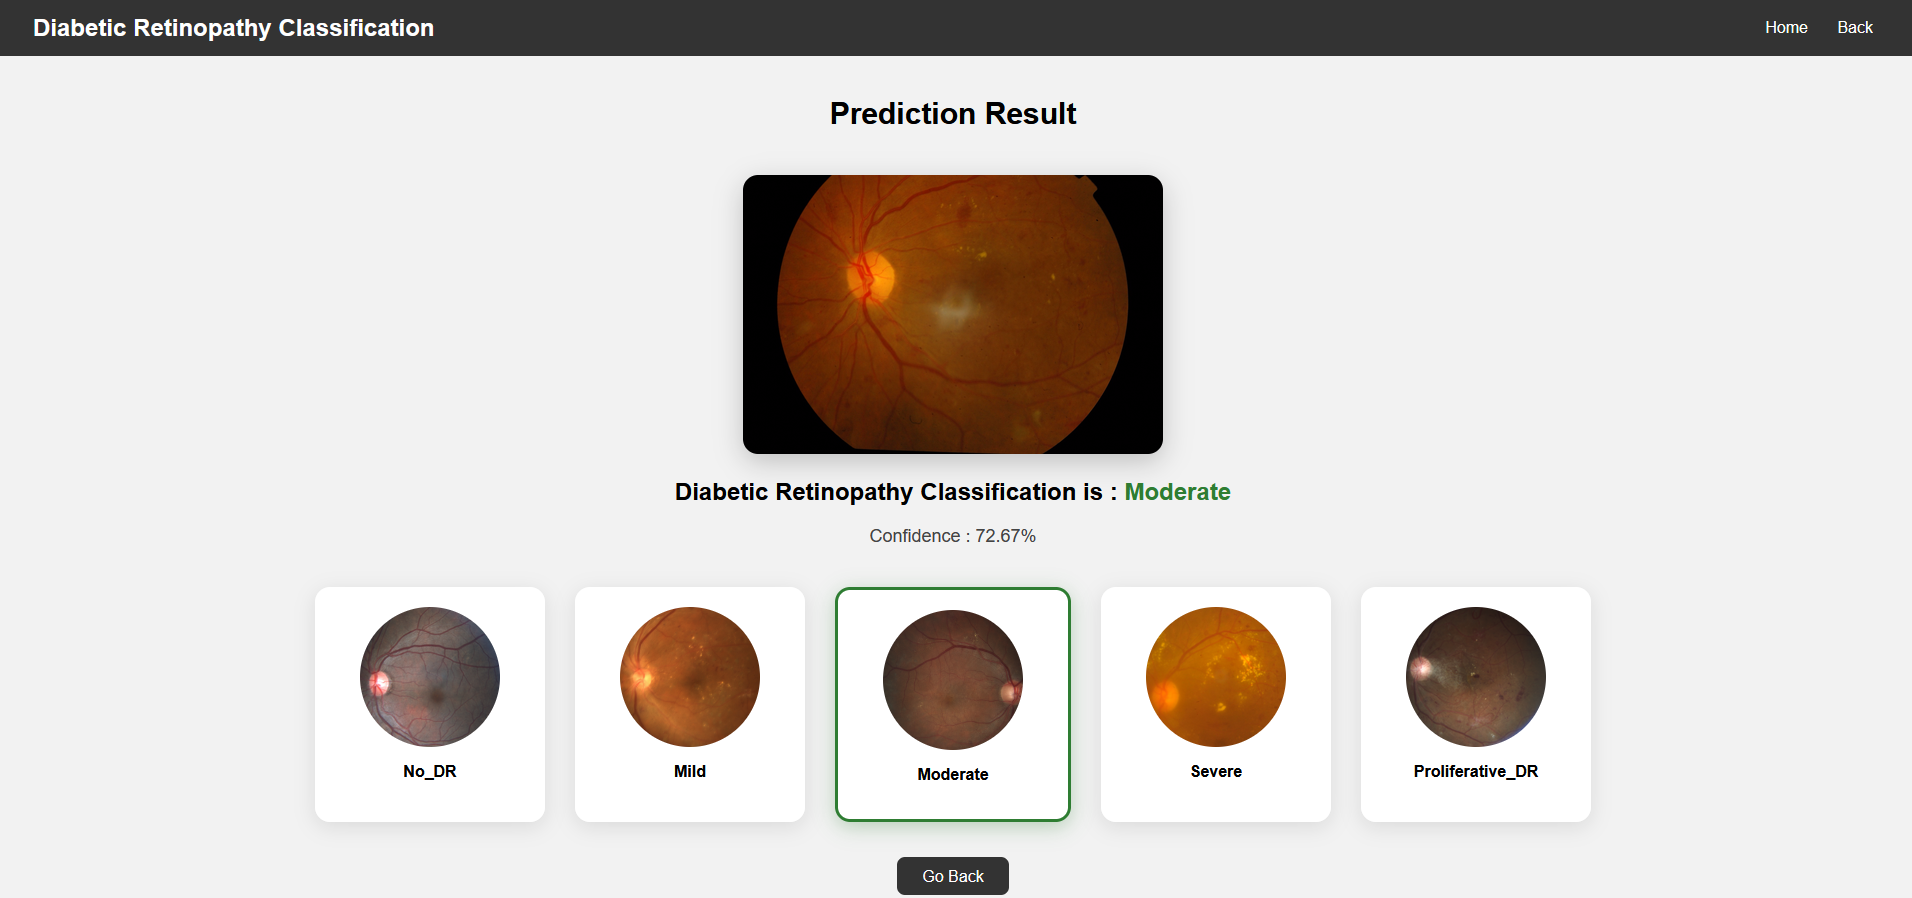 Diabetic Retinopathy Classification
Home
Back
Prediction Result
Diabetic Retinopathy Classification is : Moderate
Confidence : 72.67%
No_DR
Mild
Moderate
Severe
Proliferative_DR
Go Back